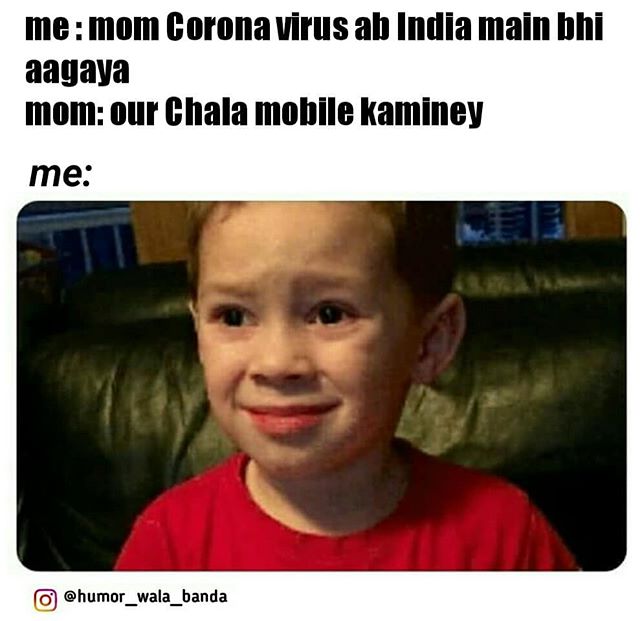 me : mom Corona virus ab India main bhi
aagaya
mom: our Chala mobile kaminey
me:
@humor_wala_banda